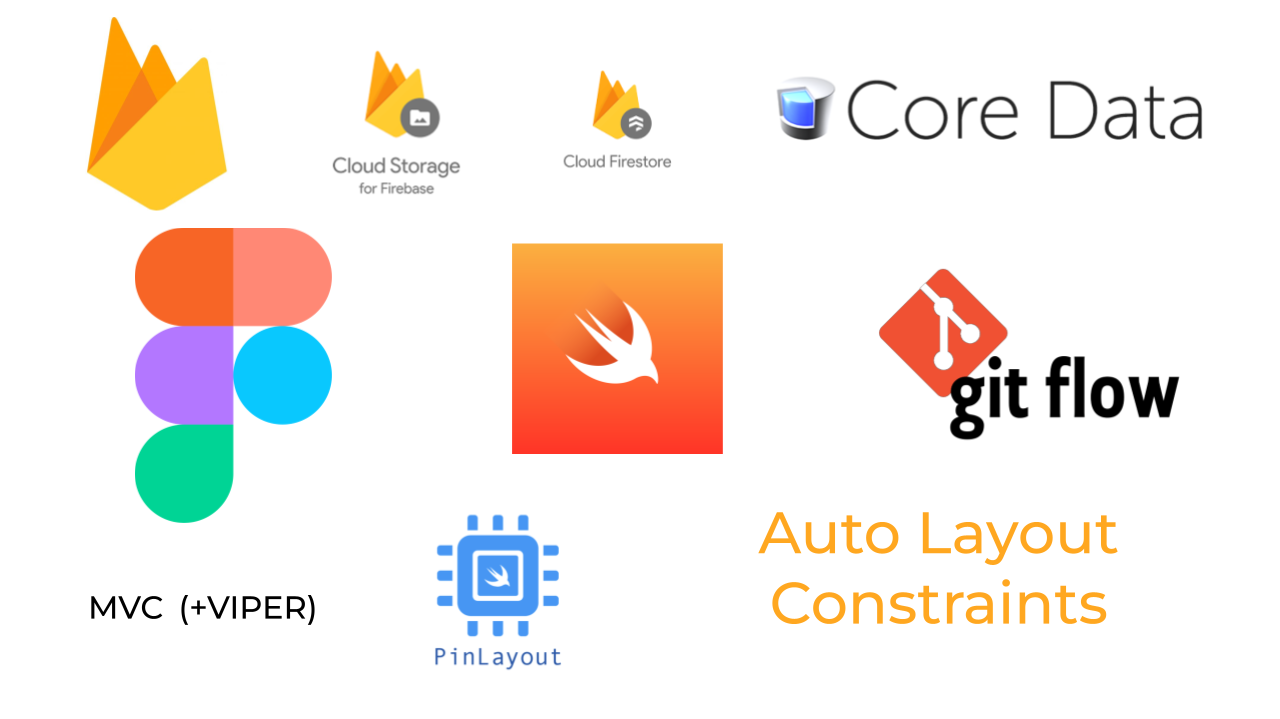 Cloud Storage
for Firebase
Cloud Firestore
Core Data
git flow
Auto Layout
Constraints
MVC (+VIPER)
PinLayout